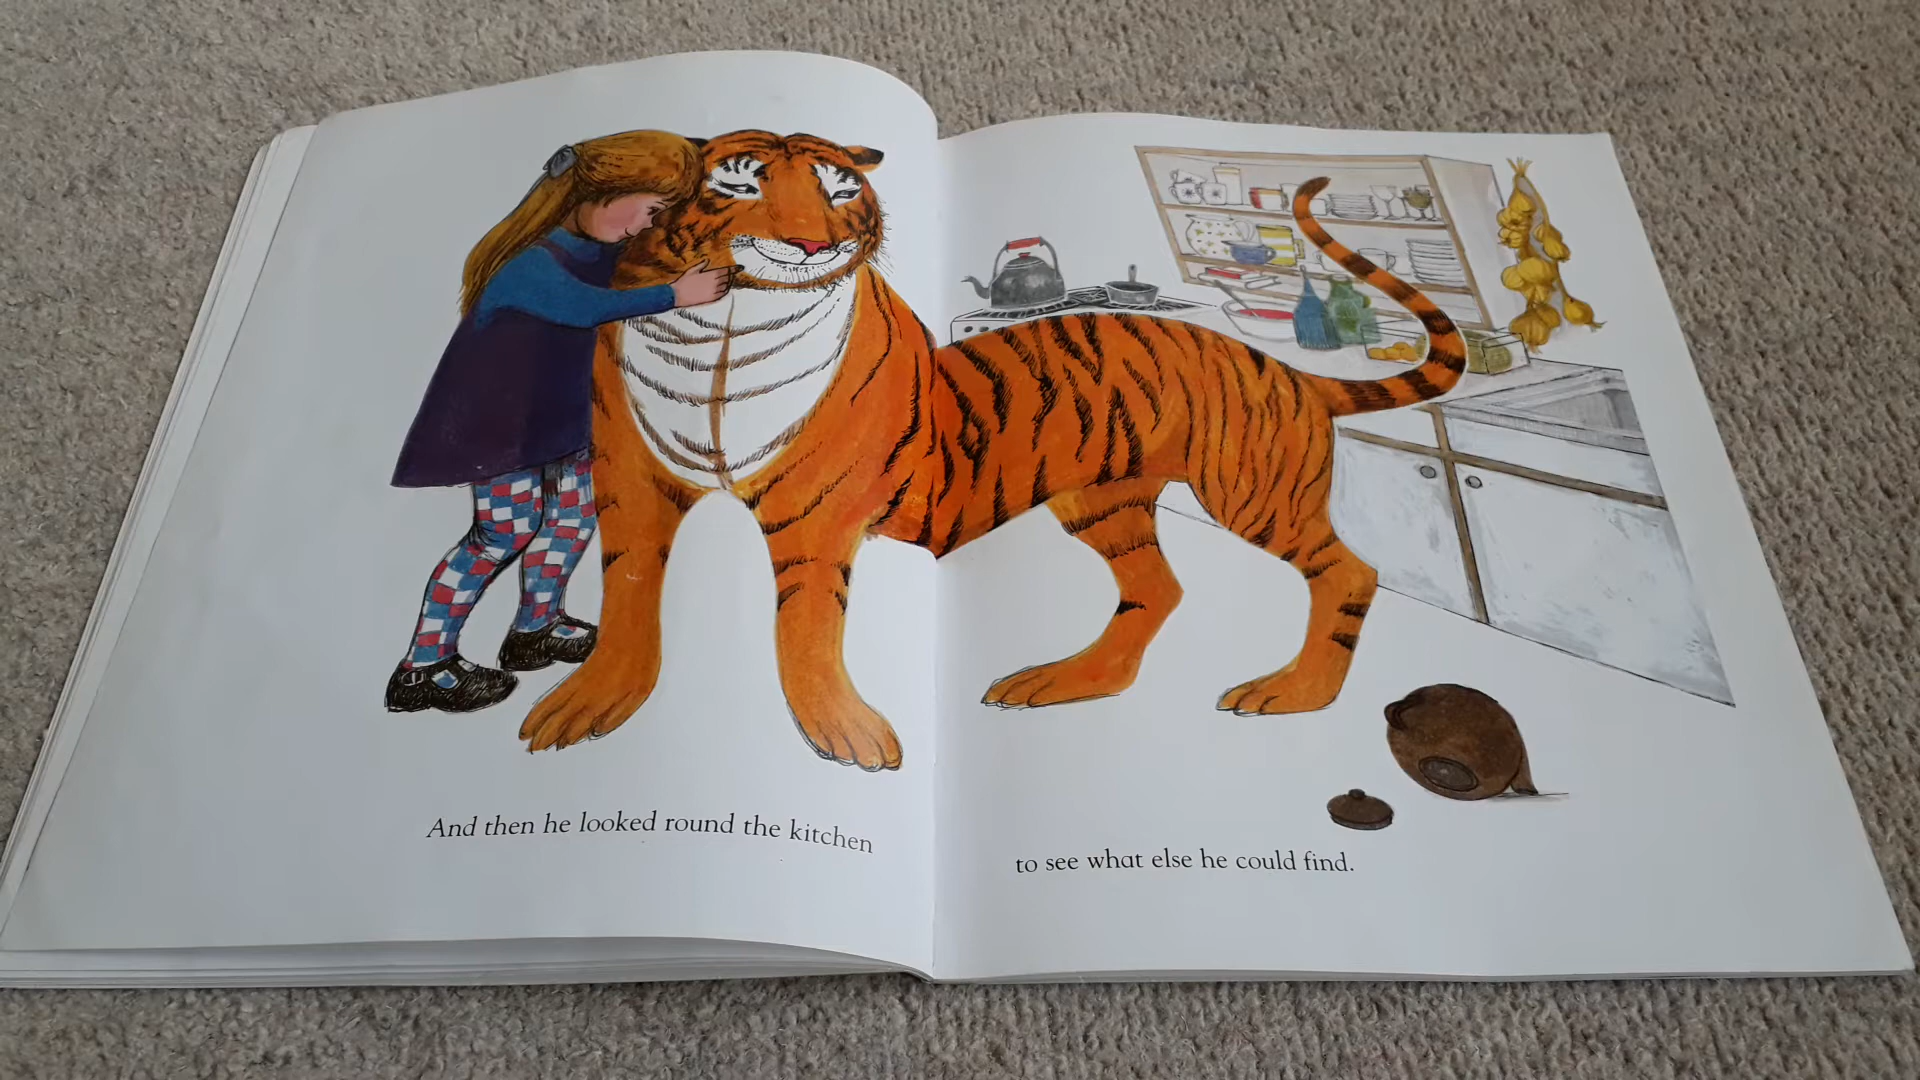 And then he looked round the kitchen
to see what else he could find.